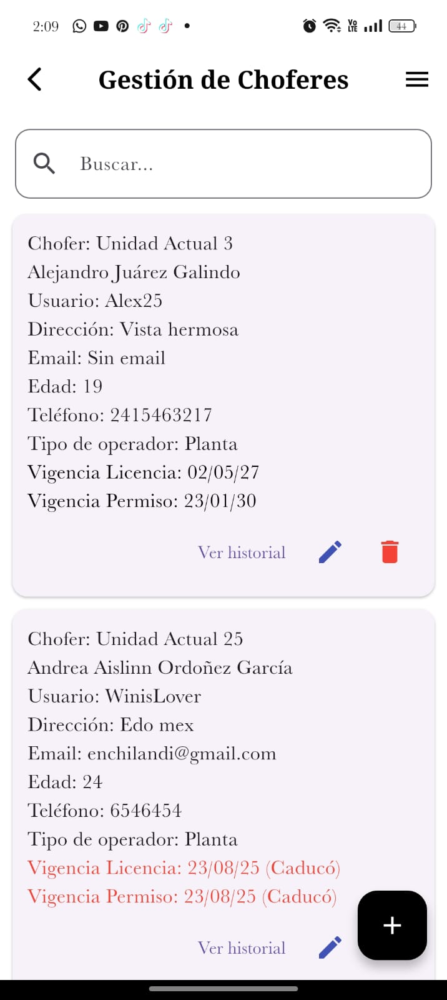 2:09
VO LTE
44
Gestión de Choferes
Buscar...
Chofer: Unidad Actual 3
Alejandro Juárez Galindo
Usuario: Alex25
Dirección: Vista hermosa
Email: Sin email
Edad: 19
Teléfono: 2415463217
Tipo de operador: Planta
Vigencia Licencia: 02/05/27
Vigencia Permiso: 23/01/30
Ver historial
Chofer: Unidad Actual 25
Andrea Aislinn Ordoñez García
Usuario: WinisLover
Dirección: Edo mex
Email: enchilandi@gmail.com
Edad: 24
Teléfono: 6546454
Tipo de operador: Planta
Vigencia Licencia: 23/08/25 (Caducó)
Vigencia Permiso: 23/08/25 (Caducó)
Ver historial